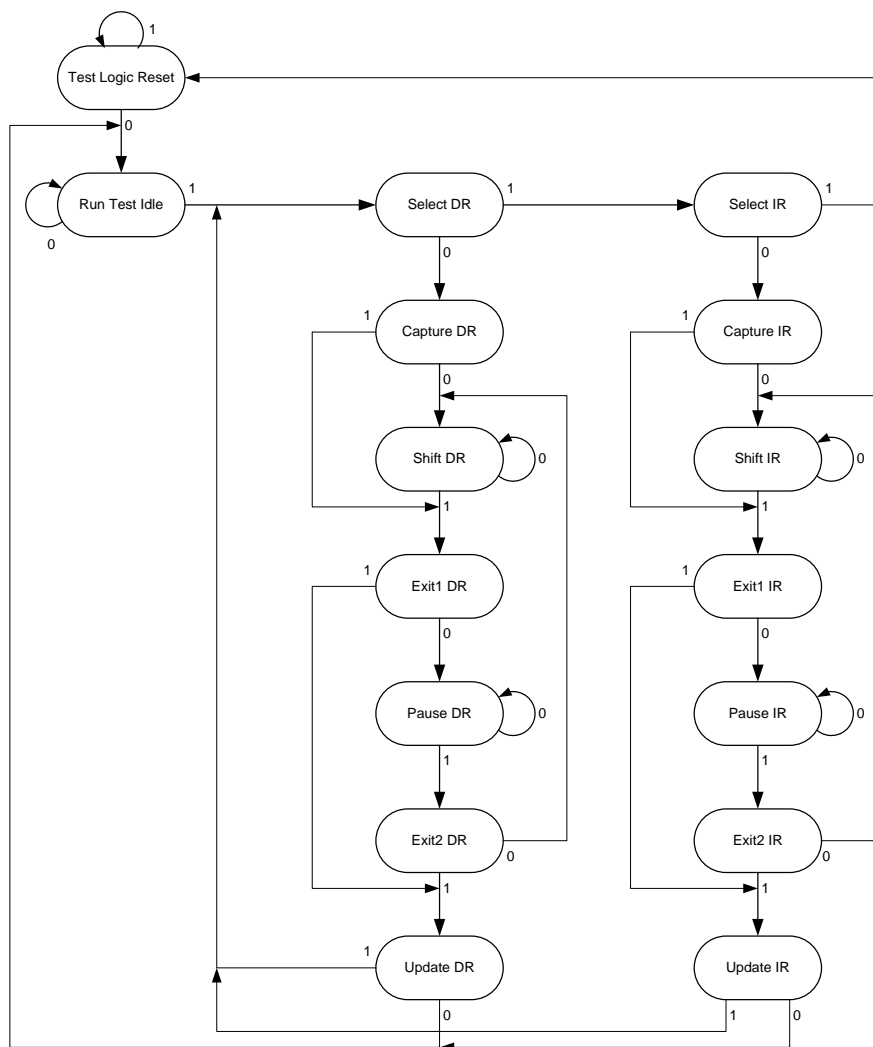 1
Test Logic Reset
0
Run Test Idle
1
0
Select DR
1
Select IR
1
0
0
1
Capture DR
1
Capture IR
0
0
Shift DR
0
Shift IR
0
1
1
1
Exit1 DR
1
Exit1 IR
0
0
Pause DR
0
Pause IR
0
1
1
Exit2 DR
0
Exit2 IR
0
1
1
1
Update DR
Update IR
0
1
0